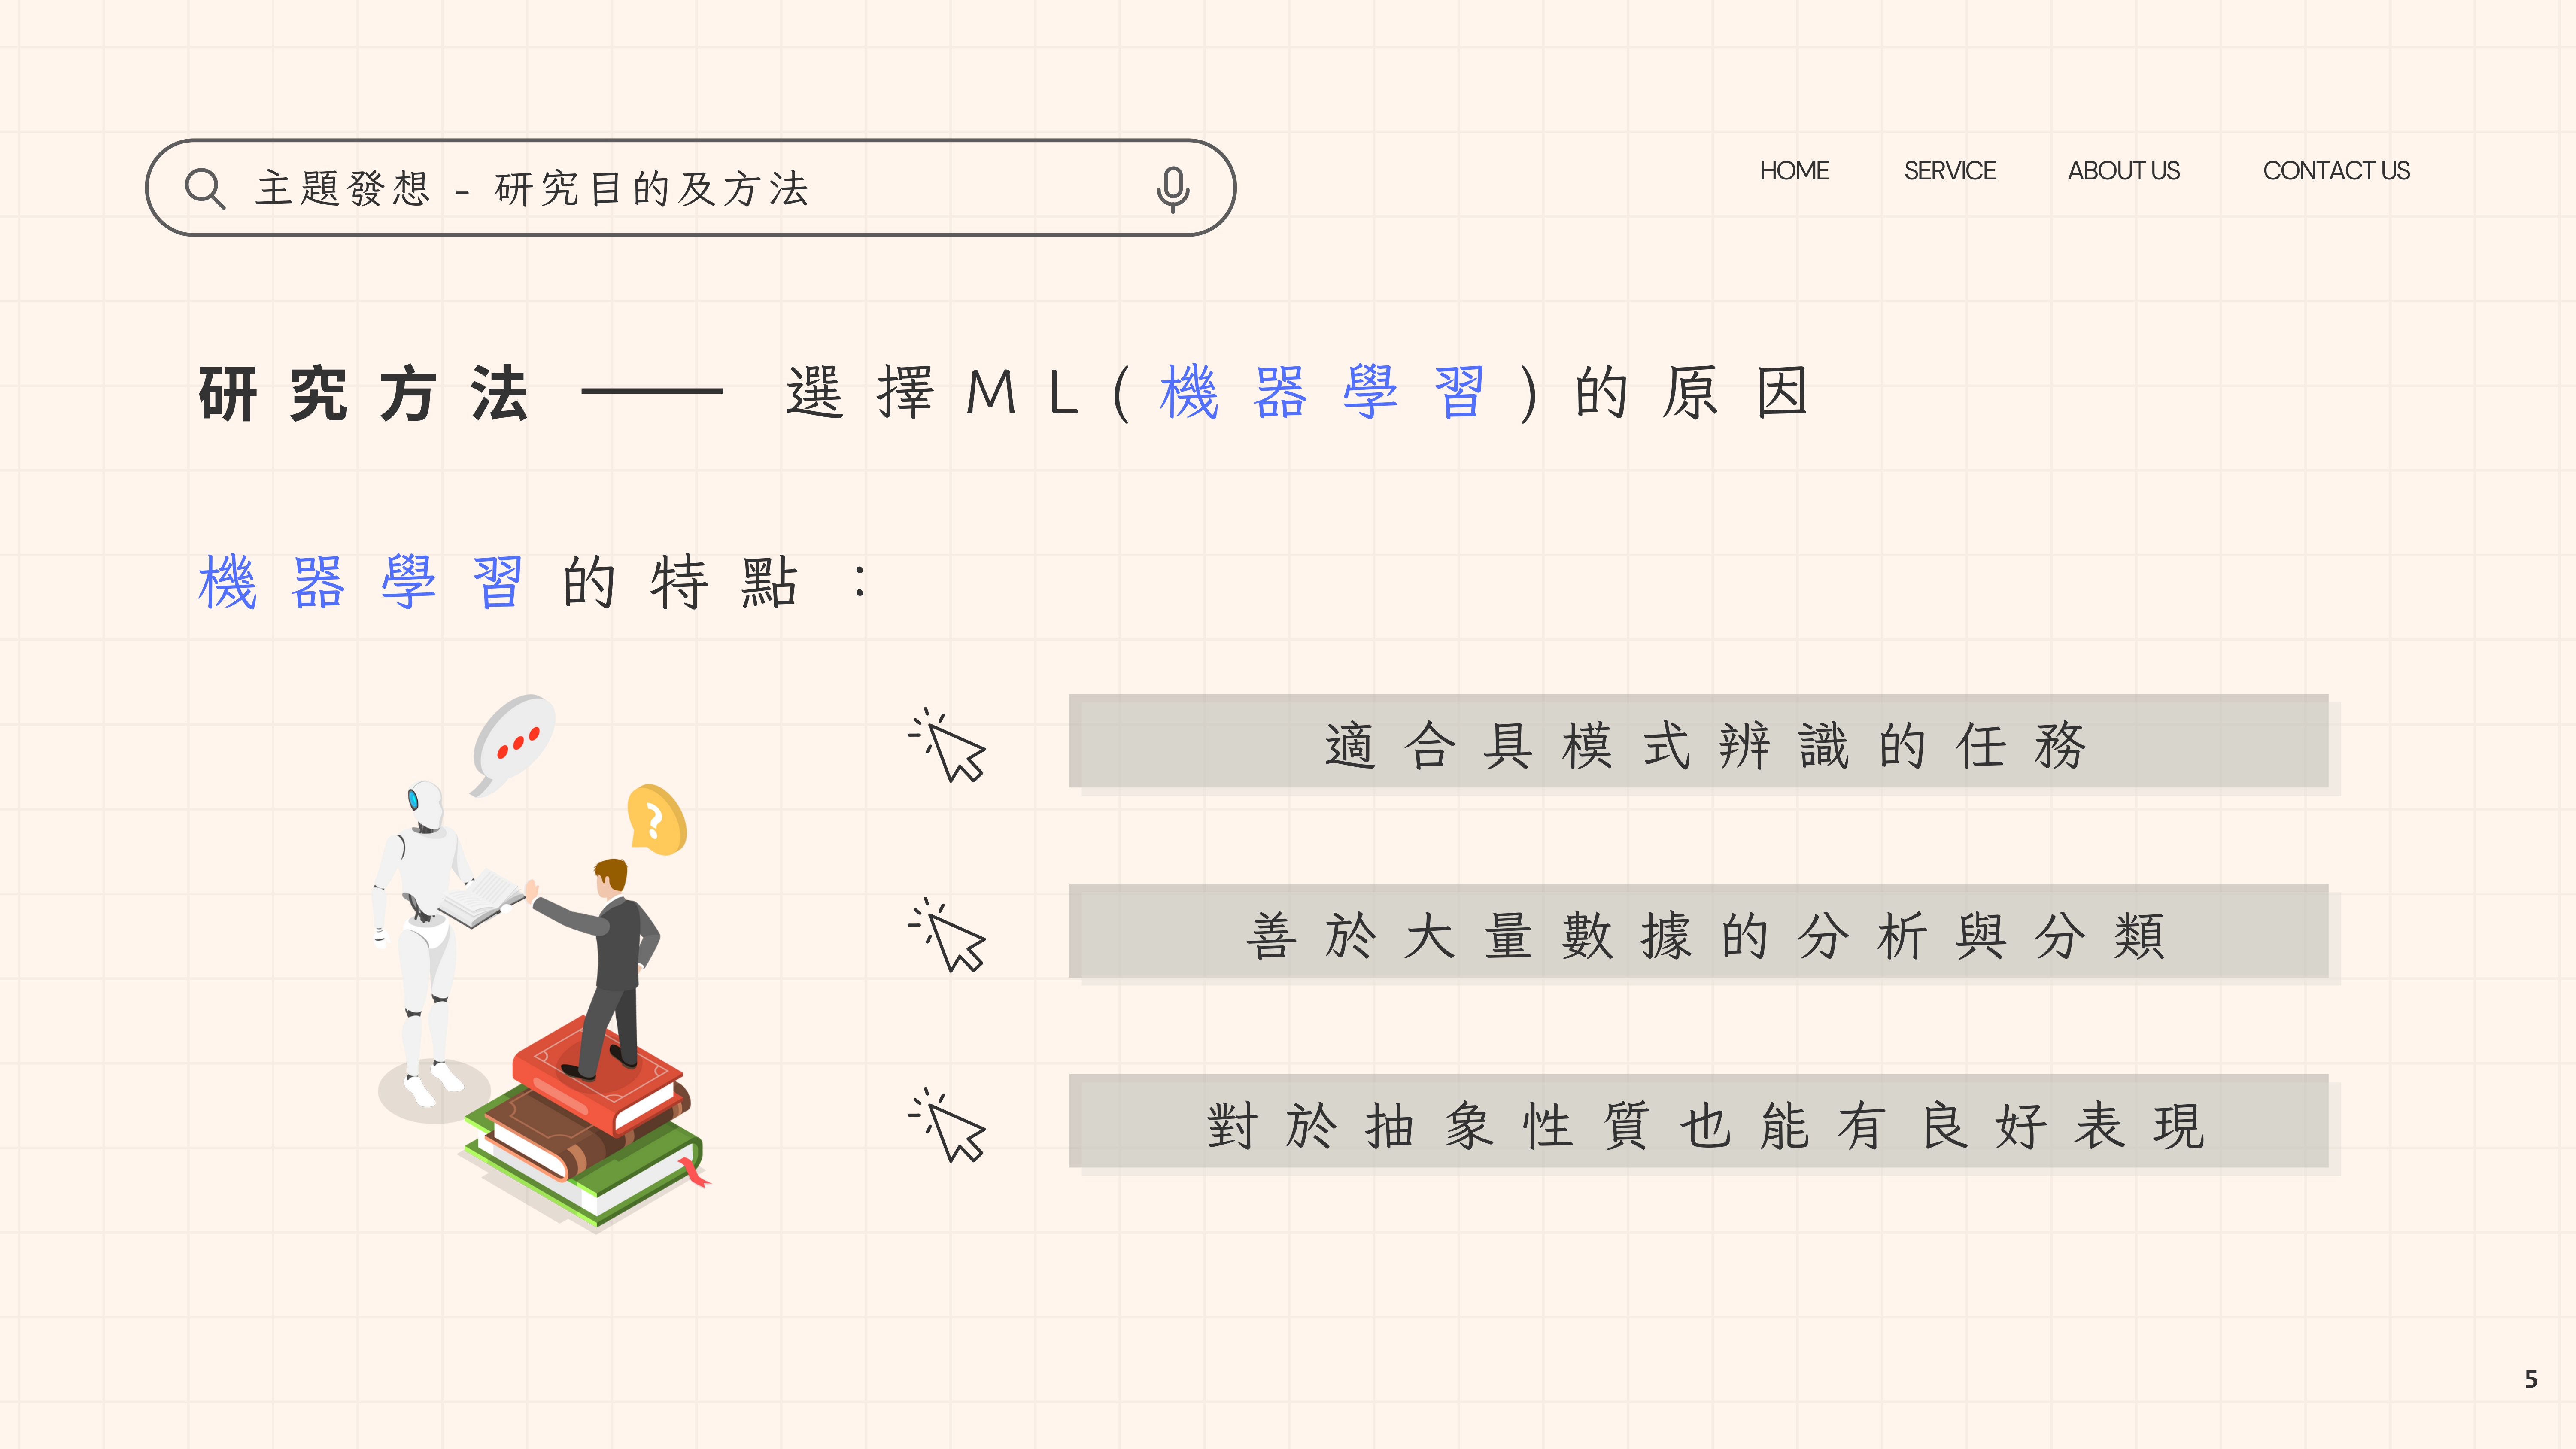 主題發想 - 研究目的及方法
HOME SERVICE ABOUT US CONTACT US
研究方法 —— 選擇ML(機器學習)的原因
機器學習的特點：
?
適合具模式辨識的任務
善於大量數據的分析與分類
對於抽象性質也能有良好表現
5